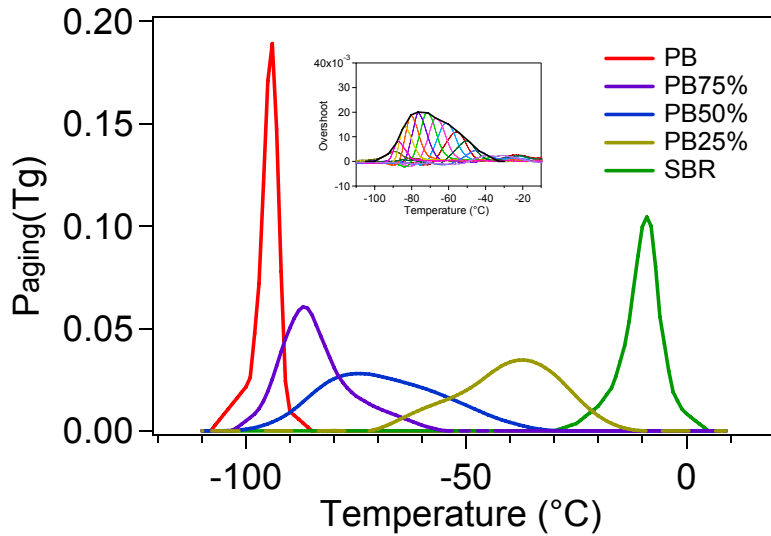 0.20
0.15
0.10
0.05
0.00
Paging(Tg)
-100
-50
0
Temperature (°C)
PB
PB75%
PB50%
PB25%
SBR
40x10-3
30
20
10
0
-10
Overshoot
-100
-80
-60
-40
-20
Temperature (°C)